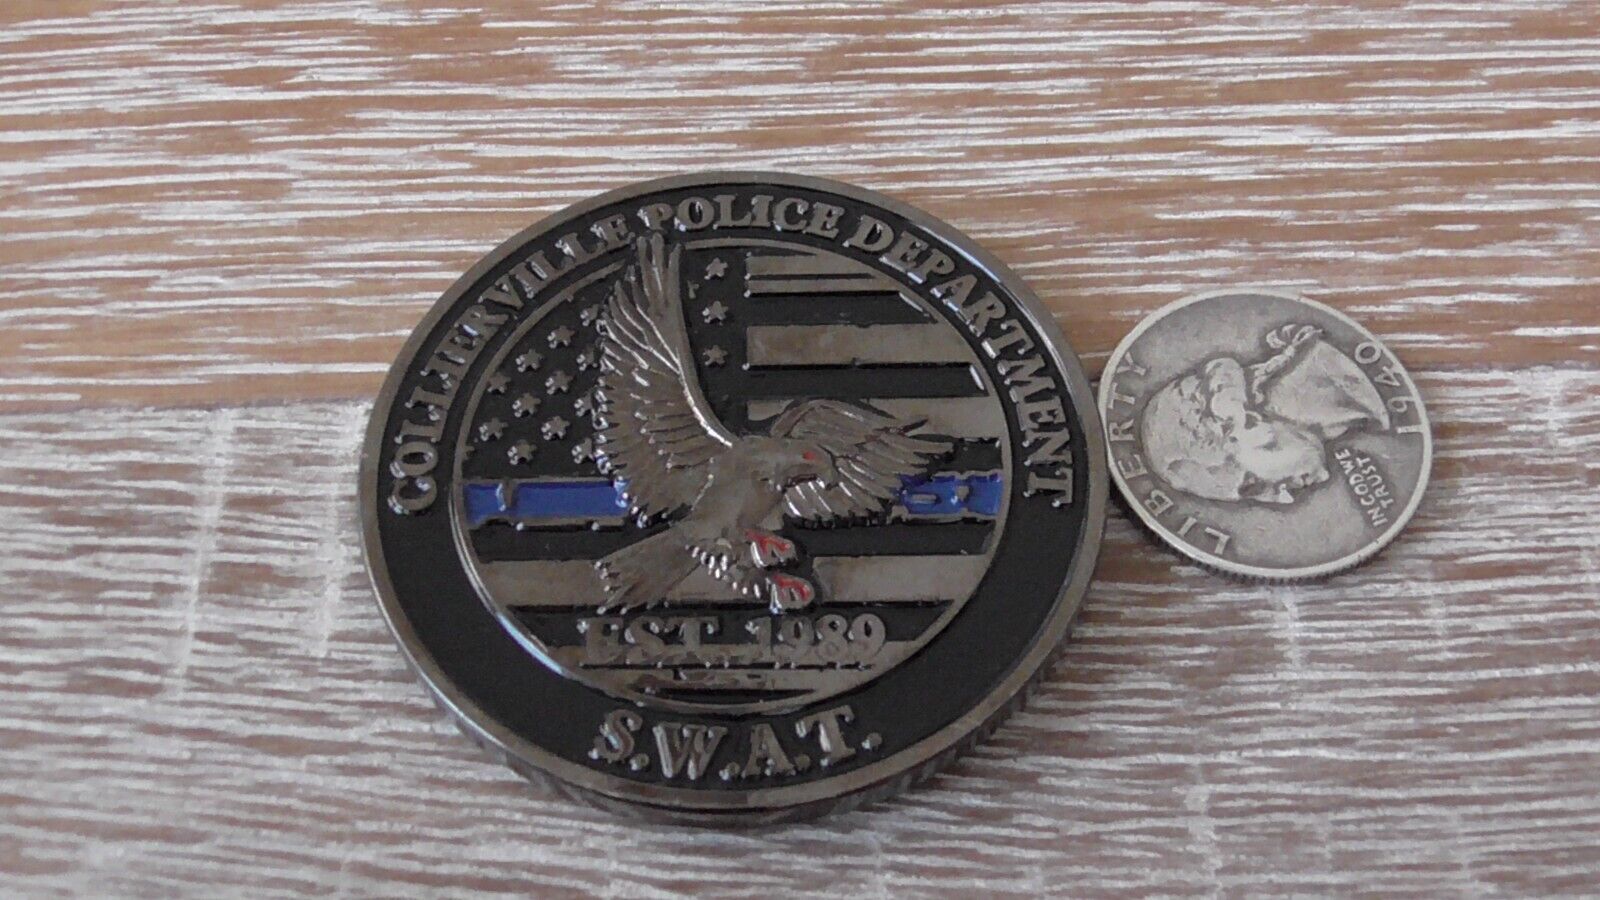 COLLIERVILLE POLICE DEPARTMENT
EST. 1989
S.W.A.T.
LIBERTY
IN GOD WE
TRUST
1940